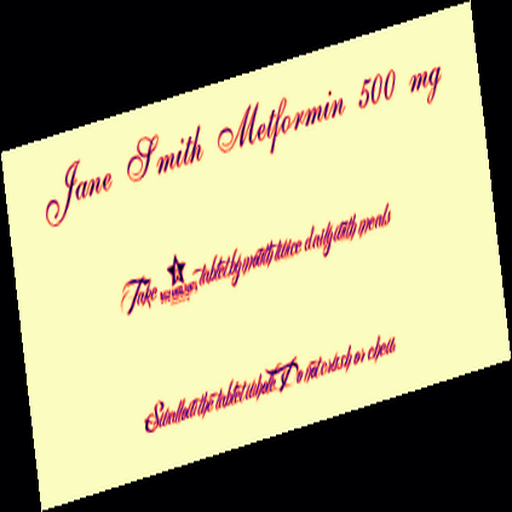 Jane Smith Metformin 500 mg
Take tablet by mouth twice daily with meals
Swallow the tablet whole. Do not crush or chew